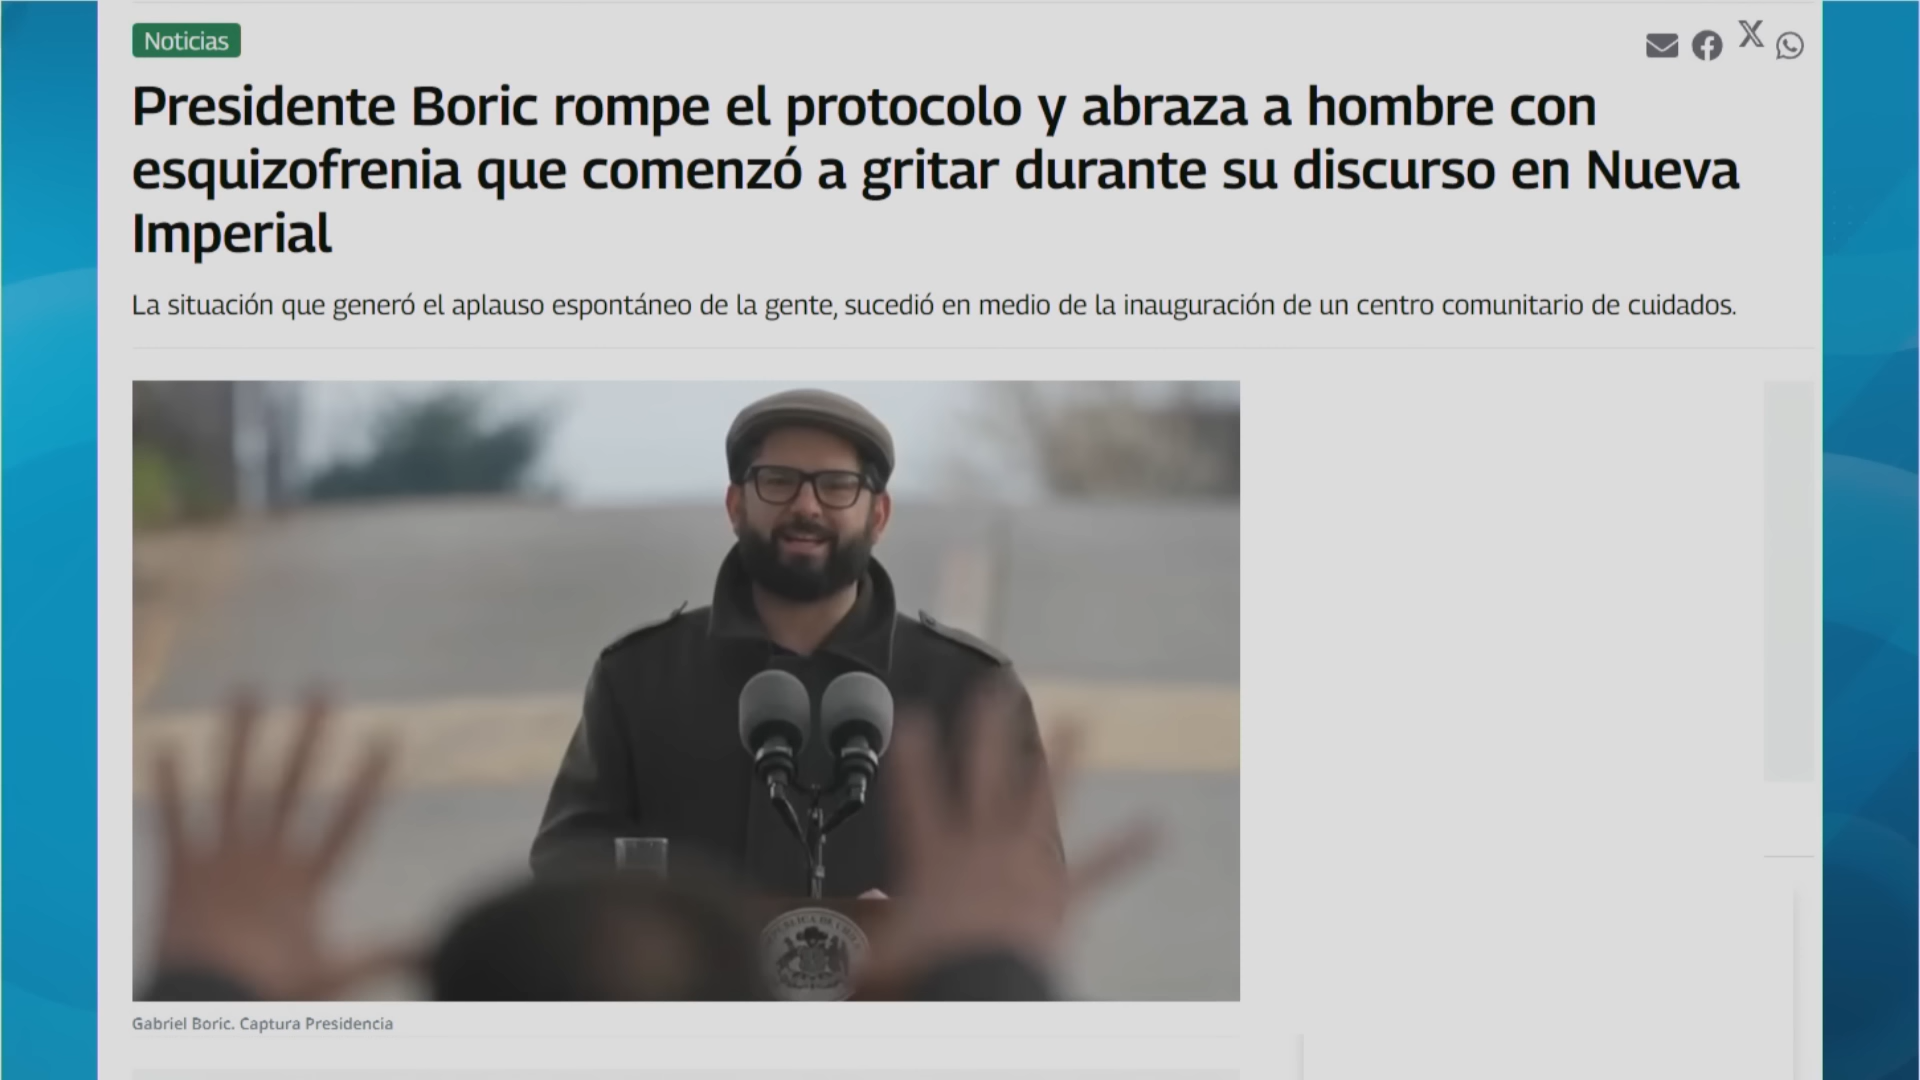 Noticias
Presidente Boric rompe el protocolo y abraza a hombre con
esquizofrenia que comenzó a gritar durante su discurso en Nueva
Imperial
La situación que generó el aplauso espontáneo de la gente, sucedió en medio de la inauguración de un centro comunitario de cuidados.
Gabriel Boric. Captura Presidencia